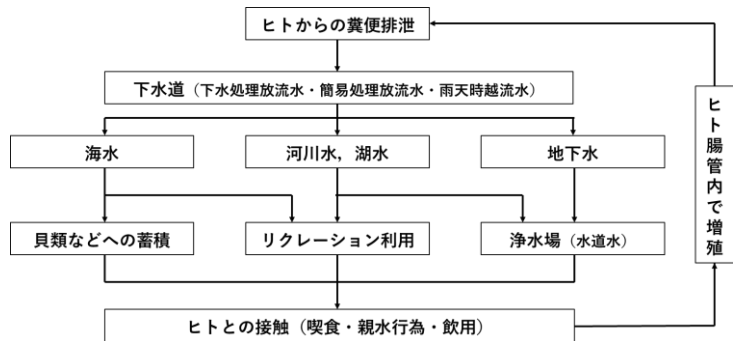 ヒトからの糞便排泄
下水道（下水処理放流水・簡易処理放流水・雨天時越流水）
海水
河川水，湖水
地下水
貝類などへの蓄積
リクレーション利用
浄水場（水道水）
ヒトとの接触（喫食・親水行為・飲用）
ヒト腸管内で増殖